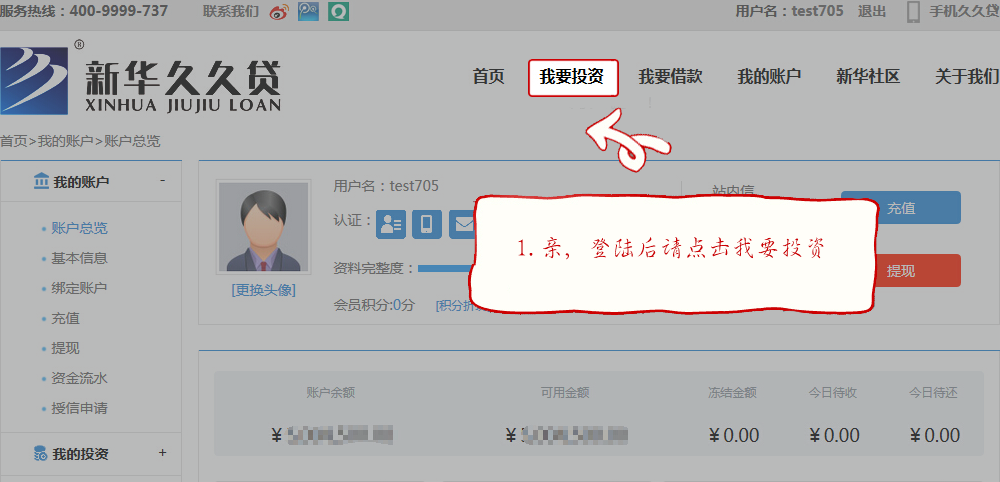 服务热线：400-9999-737 联系我们 用户名：test705 退出 手机久久贷
新华久久贷®
XINHUA JIUJIU LOAN
首页 我要投资 我要借款 我的账户 新华社区 关于我们
首页>我的账户>账户总览
我的账户 -
账户总览
基本信息
绑定账户
充值
提现
资金流水
授信申请
我的投资 +
[更换头像]
用户名：test705
认证：
资料完整度：
会员积分:0分 [积分折
站内信
充值
提现
1.亲，登陆后请点击我要投资
账户余额 可用金额 冻结金额 今日待收 今日待还
¥ ¥ ¥0.00 ¥0.00 ¥0.00